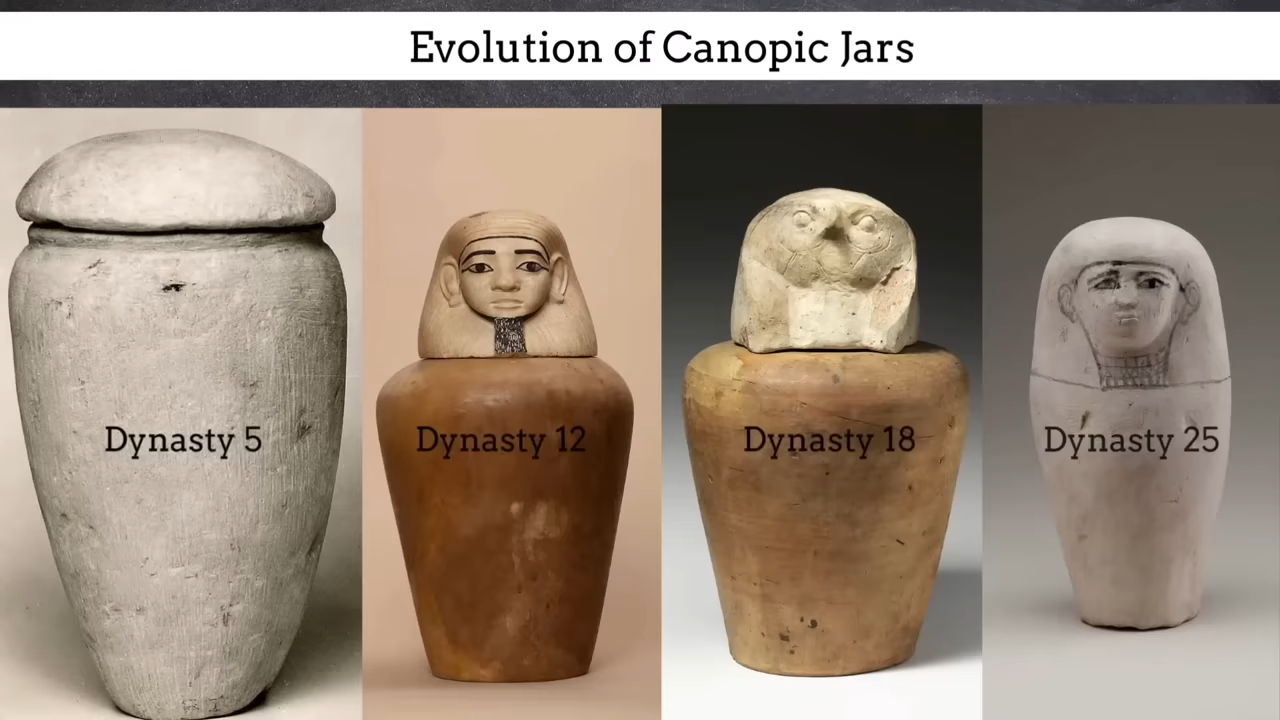 Evolution of Canopic Jars
Dynasty 5
Dynasty 12
Dynasty 18
Dynasty 25